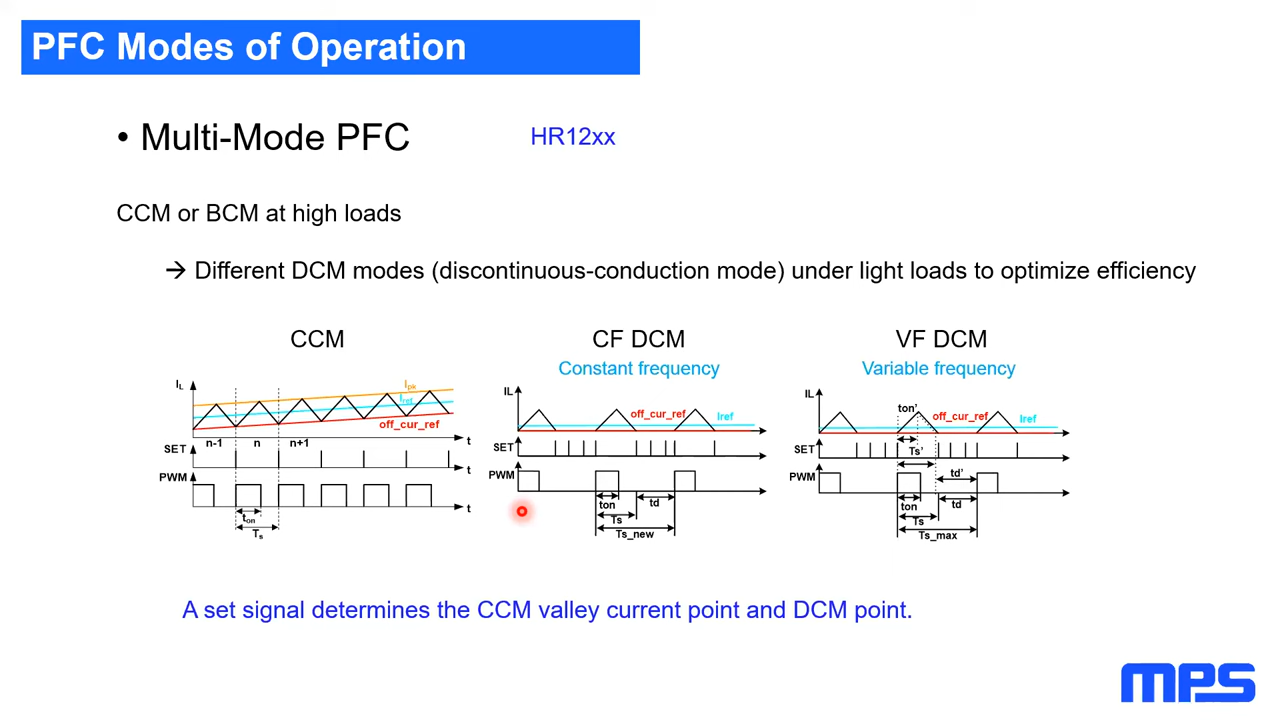 PFC Modes of Operation
• Multi-Mode PFC
HR12xx
CCM or BCM at high loads
→ Different DCM modes (discontinuous-conduction mode) under light loads to optimize efficiency
CCM
CF DCM
VF DCM
Constant frequency
Variable frequency
IL
Ipk
Iref
off_cur_ref
n-1
n
n+1
t
SET
t
PWM
t
ton
Ts
IL
off_cur_ref
Iref
SET
PWM
ton
td
Ts
Ts_new
IL
ton’
off_cur_ref
Iref
SET
Ts’
PWM
td’
ton
td
Ts
Ts_max
A set signal determines the CCM valley current point and DCM point.
mps